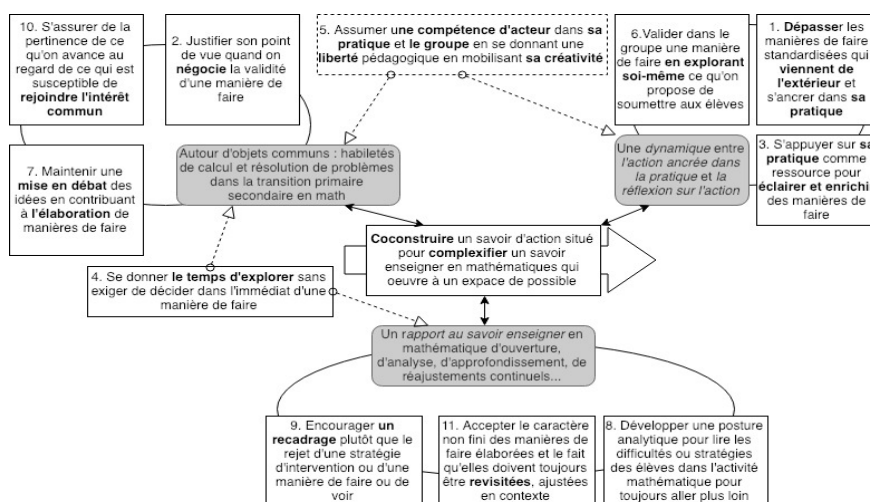 10. S'assurer de la
pertinence de ce
qu'on avance au
regard de ce qui est
susceptible de
rejoindre l'intérêt
commun
2. Justifier son point
de vue quand on
négocie la validité
d'une manière de
faire
5. Assumer une compétence d'acteur dans sa
pratique et le groupe en se donnant une
liberté pédagogique en mobilisant sa créativité
6.Valider dans le
groupe une manière
de faire en explorant
soi-même ce qu'on
propose de
soumettre aux élèves
1. Dépasser les
manières de faire
standardisées qui
viennent de
l'extérieur et
s'ancrer dans sa
pratique
7. Maintenir une
mise en débat des
idées en contribuant
à l'élaboration de
manières de faire
Autour d'objets communs : habiletés
de calcul et résolution de problèmes
dans la transition primaire
secondaire en math
Une dynamique entre
l'action ancrée dans
la pratique et la
réflexion sur l'action
3. S'appuyer sur sa
pratique comme
ressource pour
éclairer et enrichir
des manières de
faire
Coconstruire un savoir d'action situé
pour complexifier un savoir
enseigner en mathématiques qui
oeuvre à un espace de possible
4. Se donner le temps d'explorer sans
exiger de décider dans l'immédiat d'une
manière de faire
Un rapport au savoir enseigner en
mathématique d'ouverture,
d'analyse, d'approfondissement, de
réajustements continuels...
9. Encourager un
recadrage plutôt que le
rejet d'une stratégie
d'intervention ou d'une
manière de faire ou de
voir
11. Accepter le caractère
non fini des manières de
faire élaborées et le fait
qu'elles doivent toujours
être revisitées, ajustées
en contexte
8. Développer une posture
analytique pour lire les
difficultés ou stratégies
des élèves dans l'activité
mathématique pour
toujours aller plus loin